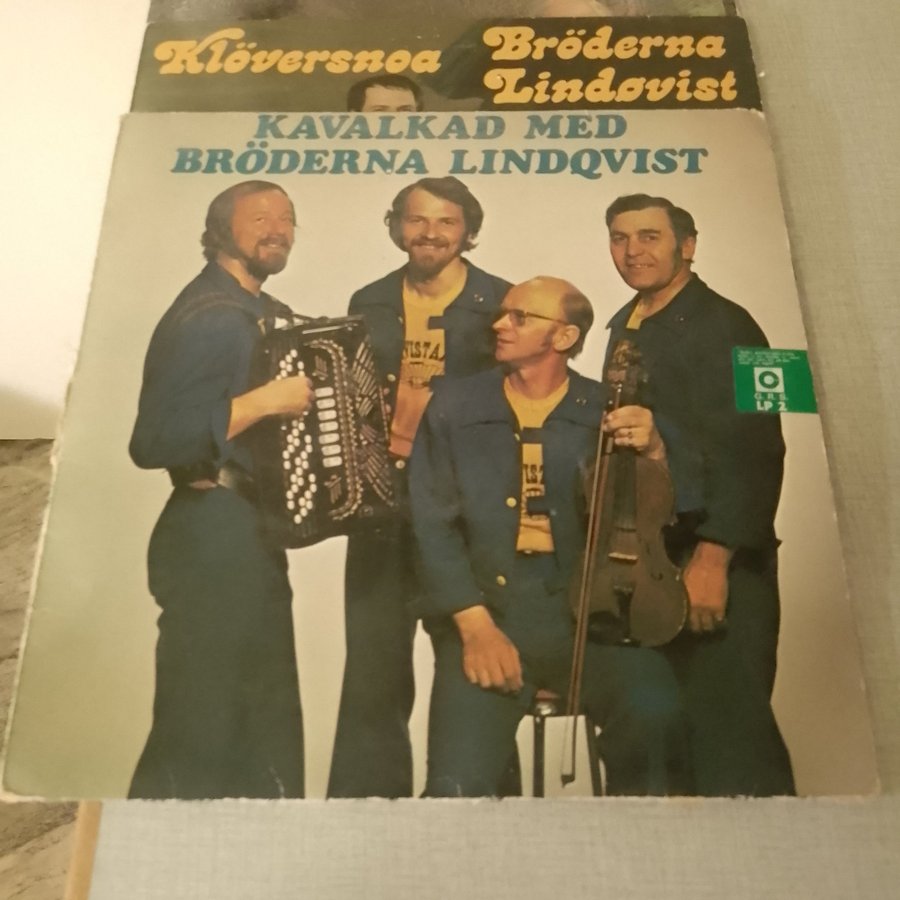 Klöversnoa
Bröderna
Lindqvist
KAVALKAD MED
BRÖDERNA LINDQVIST
G. R. S.
LP 2